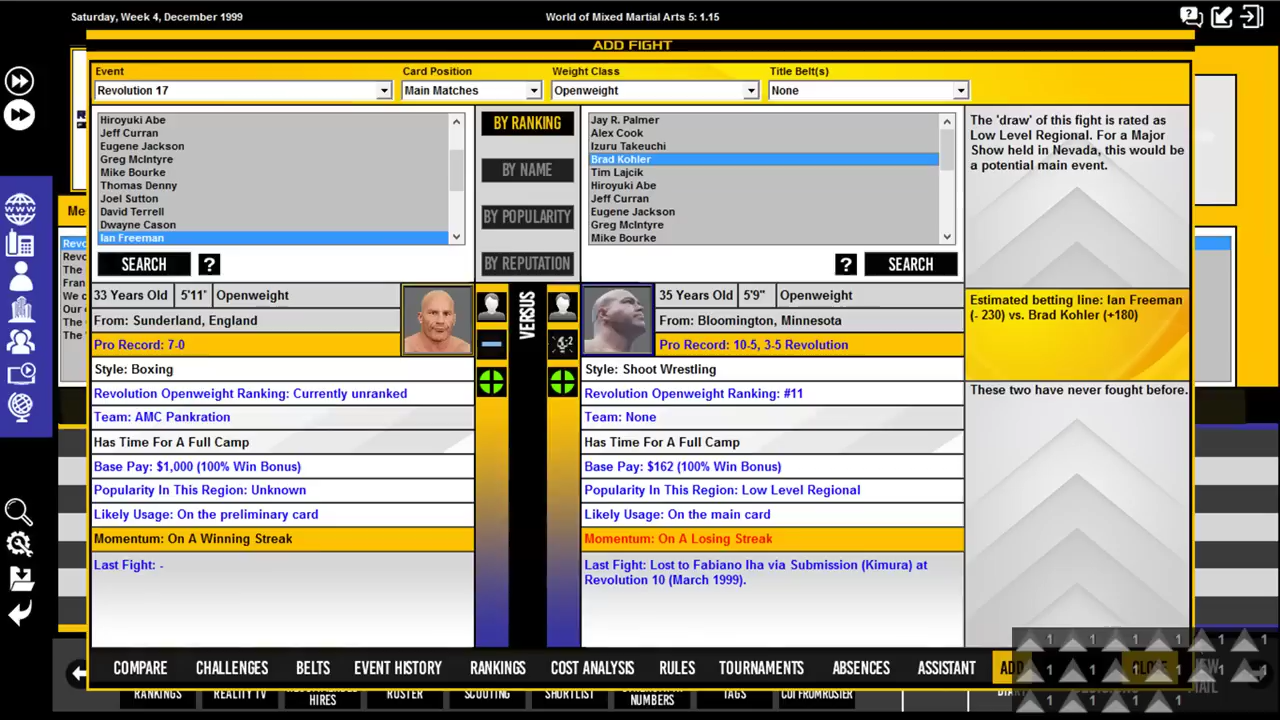 Saturday, Week 4, December 1999
World of Mixed Martial Arts 5: 1.15
ADD FIGHT
Event
Card Position
Weight Class
Title Belt(s)
Revolution 17
Main Matches
Openweight
None
Hiroyuki Abe
Jeff Curran
Eugene Jackson
Greg McIntyre
Mike Bourke
Thomas Denny
Joel Sutton
David Terrell
Dwayne Cason
Ian Freeman
BY RANKING
BY NAME
BY POPULARITY
BY REPUTATION
Jay R. Palmer
Alex Cook
Izuru Takeuchi
Brad Kohler
Tim Lajcik
Hiroyuki Abe
Jeff Curran
Eugene Jackson
Greg McIntyre
Mike Bourke
The 'draw' of this fight is rated as
Low Level Regional. For a Major
Show held in Nevada, this would be
a potential main event.
SEARCH
?
?
SEARCH
33 Years Old
5'11"
Openweight
From: Sunderland, England
Pro Record: 7-0
VERSUS
35 Years Old
5'9"
Openweight
From: Bloomington, Minnesota
Pro Record: 10-5, 3-5 Revolution
Estimated betting line: Ian Freeman
(- 230) vs. Brad Kohler (+180)
Style: Boxing
Revolution Openweight Ranking: Currently unranked
Team: AMC Pankration
Has Time For A Full Camp
Base Pay: $1,000 (100% Win Bonus)
Popularity In This Region: Unknown
Likely Usage: On the preliminary card
Momentum: On A Winning Streak
Last Fight: -
Style: Shoot Wrestling
Revolution Openweight Ranking: #11
Team: None
Has Time For A Full Camp
Base Pay: $162 (100% Win Bonus)
Popularity In This Region: Low Level Regional
Likely Usage: On the main card
Momentum: On A Losing Streak
Last Fight: Lost to Fabiano Iha via Submission (Kimura) at
Revolution 10 (March 1999).
These two have never fought before.
COMPARE
CHALLENGES
BELTS
EVENT HISTORY
RANKINGS
COST ANALYSIS
RULES
TOURNAMENTS
ABSENCES
ASSISTANT
ADD
CLOSE
RANKINGS
REALITY TV
HIRES
ROSTER
SCOUTING
SHORTLIST
NUMBERS
TAGS
MAIL
Me